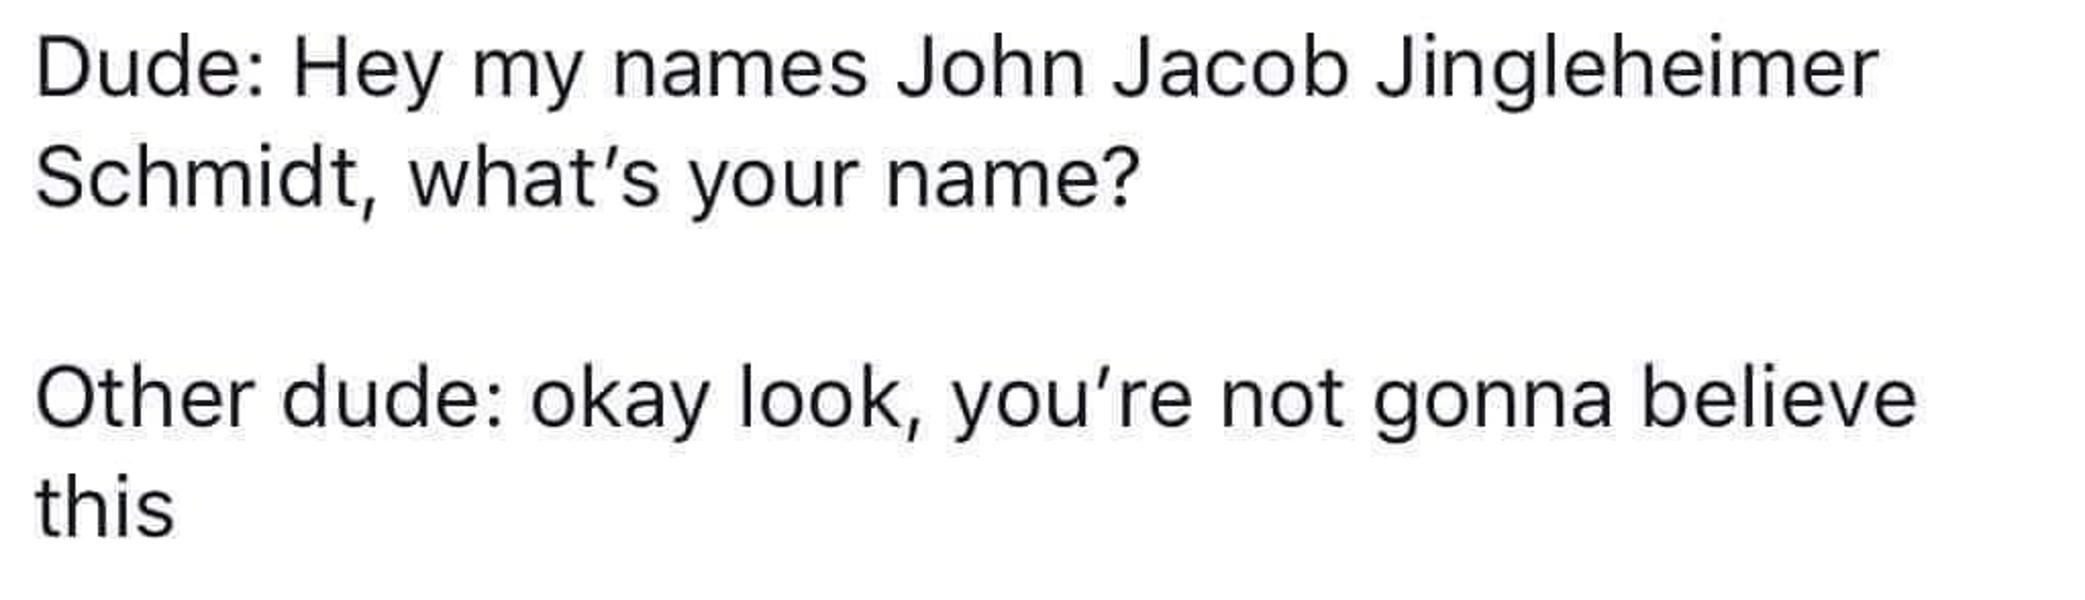 Dude: Hey my names John Jacob Jingleheimer
Schmidt, what’s your name?
Other dude: okay look, you’re not gonna believe
this